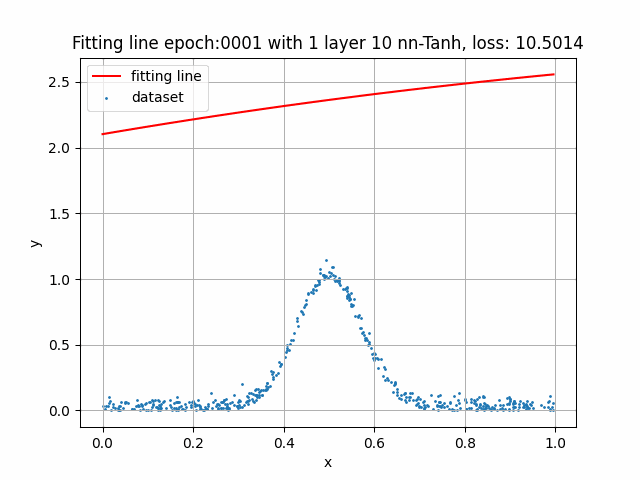 Fitting line epoch:0001 with 1 layer 10 nn-Tanh, loss: 10.5014
fitting line
dataset
2.5
2.0
1.5
1.0
0.5
0.0
y
0.0 0.2 0.4 0.6 0.8 1.0
x